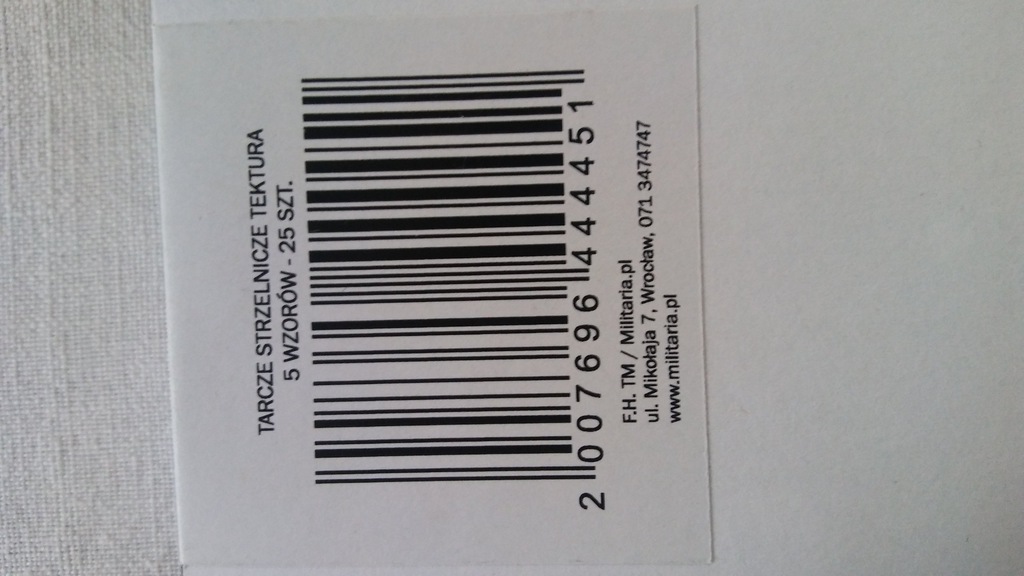 TARCZE STRZELNICZE TEKTURA
5 WZORÓW - 25 SZT.
2 007696 444451
F.H. TM / Militaria.pl
ul. Mikołaja 7, Wrocław, 071 3474747
www.militaria.pl